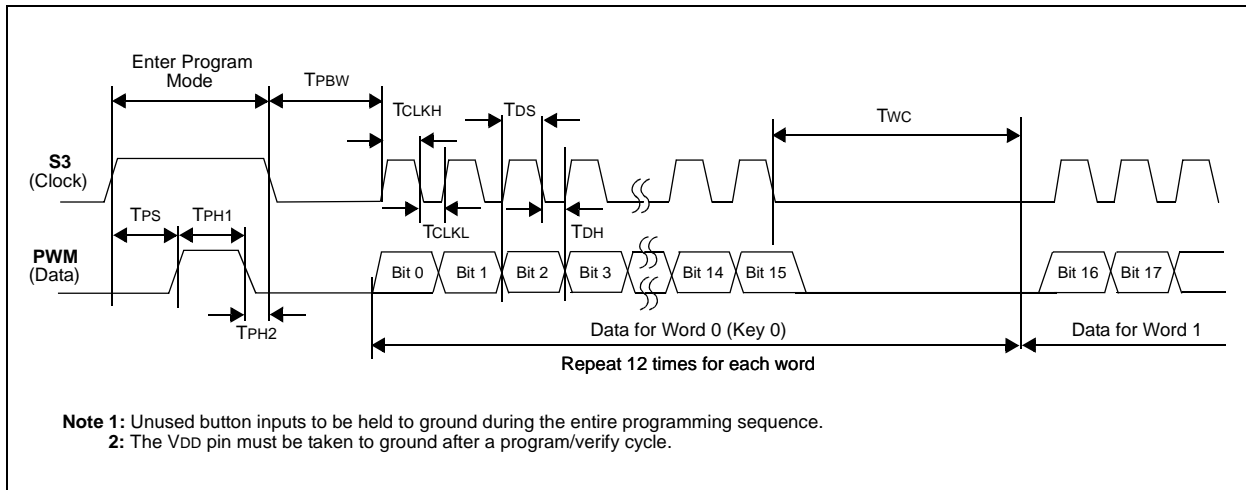 Enter Program
Mode
TPBW
TCLKH
TDS
TWC
S3
(Clock)
TPS
TPH1
TCLKL
TDH
PWM
(Data)
Bit 0
Bit 1
Bit 2
Bit 3
Bit 14
Bit 15
Bit 16
Bit 17
TPH2
Data for Word 0 (Key 0)
Data for Word 1
Repeat 12 times for each word
Note 1: Unused button inputs to be held to ground during the entire programming sequence.
2: The VDD pin must be taken to ground after a program/verify cycle.